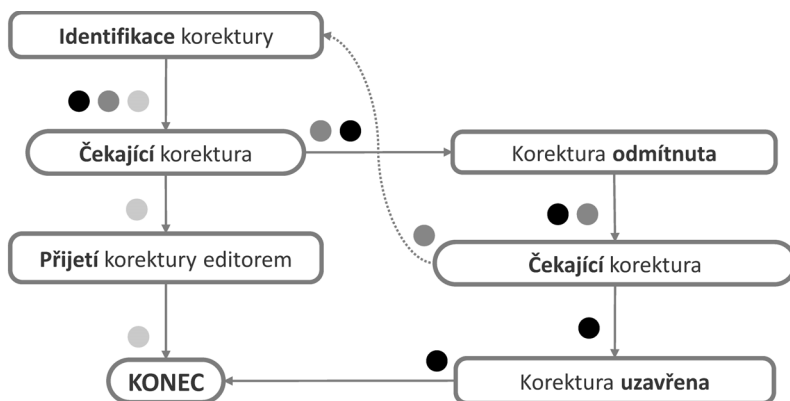 Identifikace korektury
Čekající korektura
Korektura odmítnuta
Přijetí korektury editorem
Čekající korektura
KONEC
Korektura uzavřena